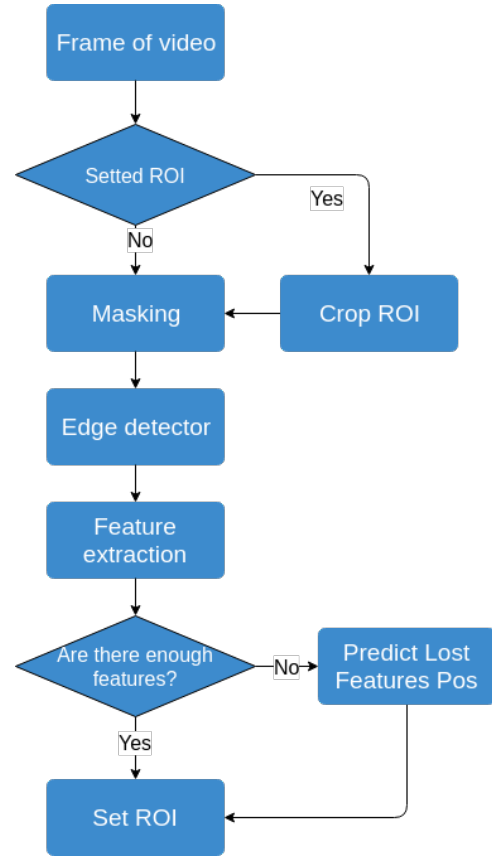 Frame of video
Setted ROI
Yes
No
Masking
Crop ROI
Edge detector
Feature
extraction
Are there enough
features?
No
Predict Lost
Features Pos
Yes
Set ROI